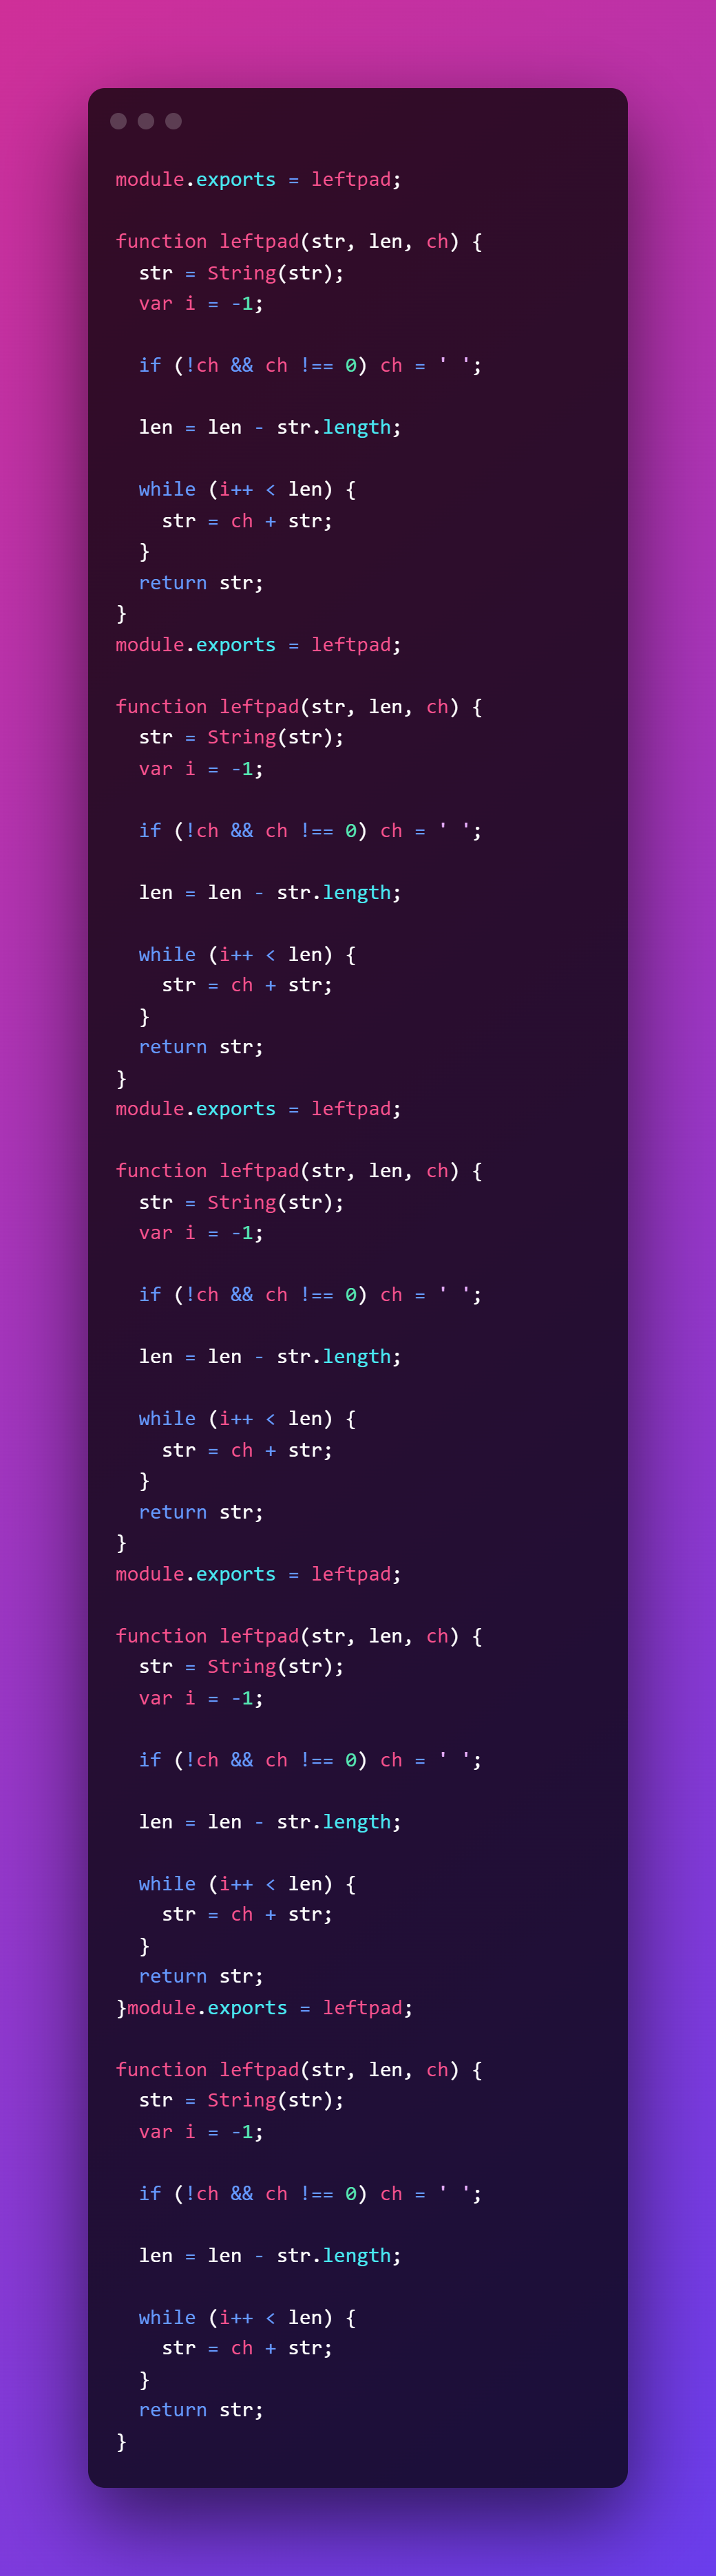 module.exports = leftpad;

function leftpad(str, len, ch) {
  str = String(str);
  var i = -1;

  if (!ch && ch !== 0) ch = ' ';

  len = len - str.length;

  while (i++ < len) {
    str = ch + str;
  }
  return str;
}
module.exports = leftpad;

function leftpad(str, len, ch) {
  str = String(str);
  var i = -1;

  if (!ch && ch !== 0) ch = ' ';

  len = len - str.length;

  while (i++ < len) {
    str = ch + str;
  }
  return str;
}
module.exports = leftpad;

function leftpad(str, len, ch) {
  str = String(str);
  var i = -1;

  if (!ch && ch !== 0) ch = ' ';

  len = len - str.length;

  while (i++ < len) {
    str = ch + str;
  }
  return str;
}
module.exports = leftpad;

function leftpad(str, len, ch) {
  str = String(str);
  var i = -1;

  if (!ch && ch !== 0) ch = ' ';

  len = len - str.length;

  while (i++ < len) {
    str = ch + str;
  }
  return str;
}module.exports = leftpad;

function leftpad(str, len, ch) {
  str = String(str);
  var i = -1;

  if (!ch && ch !== 0) ch = ' ';

  len = len - str.length;

  while (i++ < len) {
    str = ch + str;
  }
  return str;
}